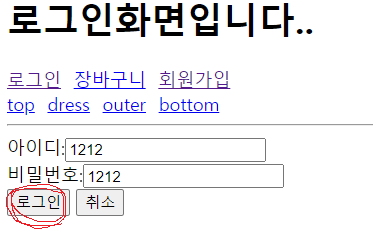 로그인화면입니다..
로그인 장바구니 회원가입
top dress outer bottom
아이디:1212
비밀번호:1212
로그인 취소